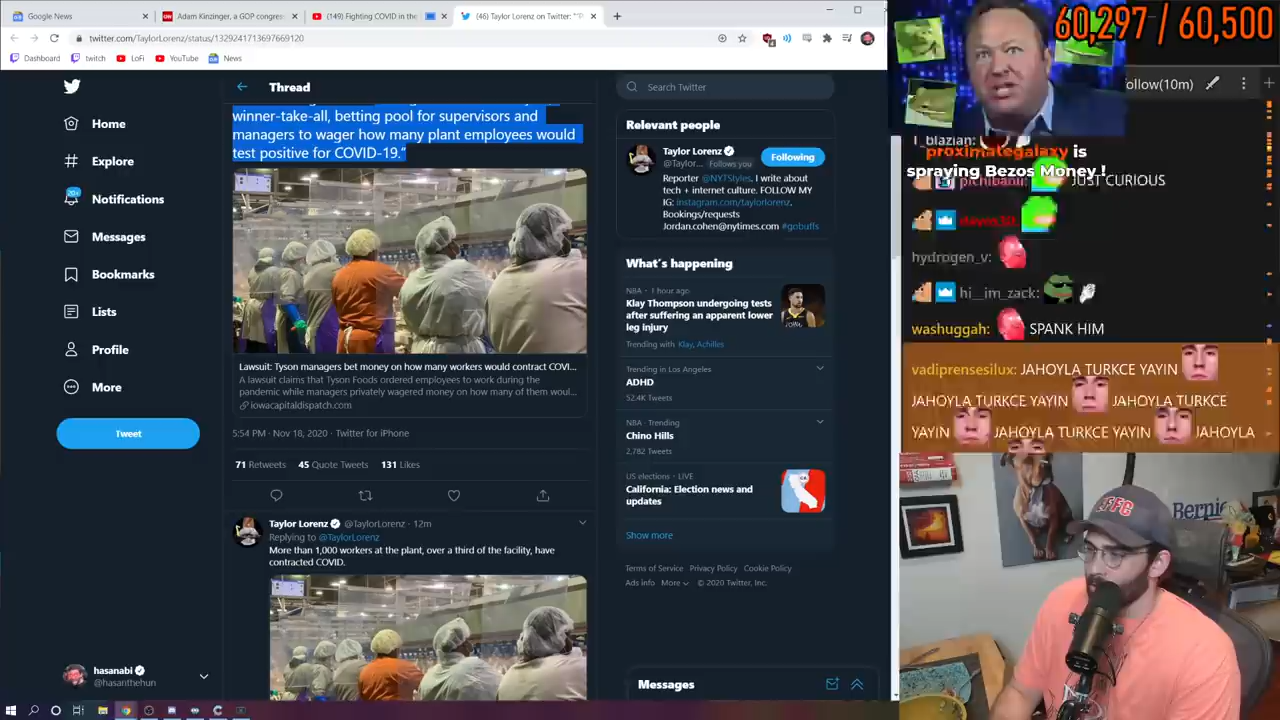 Google News
Adam Kinzinger, a GOP congres
(149) Fighting COVID in the
(46) Taylor Lorenz on Twitter: "“
twitter.com/TaylorLorenz/status/1329241713697669120
Dashboard
twitch
LoFi
YouTube
News
Home
Explore
20+
Notifications
Messages
Bookmarks
Lists
Profile
More
Tweet
hasanabi
@hasanthehun
Thread
winner-take-all, betting pool for supervisors and
managers to wager how many plant employees would
test positive for COVID-19.”
Lawsuit: Tyson managers bet money on how many workers would contract COVI...
A lawsuit claims that Tyson Foods ordered employees to work during the
pandemic while managers privately wagered money on how many of them woul...
iowacapitaldispatch.com
5:54 PM · Nov 18, 2020 · Twitter for iPhone
71 Retweets 45 Quote Tweets 131 Likes
Taylor Lorenz @TaylorLorenz · 12m
Replying to @TaylorLorenz
More than 1,000 workers at the plant, over a third of the facility, have
contracted COVID.
Search Twitter
Relevant people
Taylor Lorenz
@Taylor... Follows you
Following
Reporter @NYTStyles. I write about
tech + internet culture. FOLLOW MY
IG: instagram.com/taylorlorenz.
Bookings/requests
Jordan.cohen@nytimes.com #gobuffs
What's happening
NBA · 1 hour ago
Klay Thompson undergoing tests
after suffering an apparent lower
leg injury
Trending with Klay, Achilles
Trending in Los Angeles
ADHD
52.4K Tweets
NBA · Trending
Chino Hills
2,782 Tweets
US elections · LIVE
California: Election news and
updates
Show more
Terms of Service Privacy Policy Cookie Policy
Ads info More © 2020 Twitter, Inc.
Messages
60,297 / 60,500
ollow(10m)
proximategalaxy is
spraying Bezos Money !
JUST CURIOUS
hydrogen_v:
hi__im_zack:
washuggah: SPANK HIM
vadiprensesilux: JAHOYLA TURKCE YAYIN
JAHOYLA TURKCE YAYIN JAHOYLA TURKCE
YAYIN JAHOYLA TURKCE YAYIN JAHOYLA
Bernie